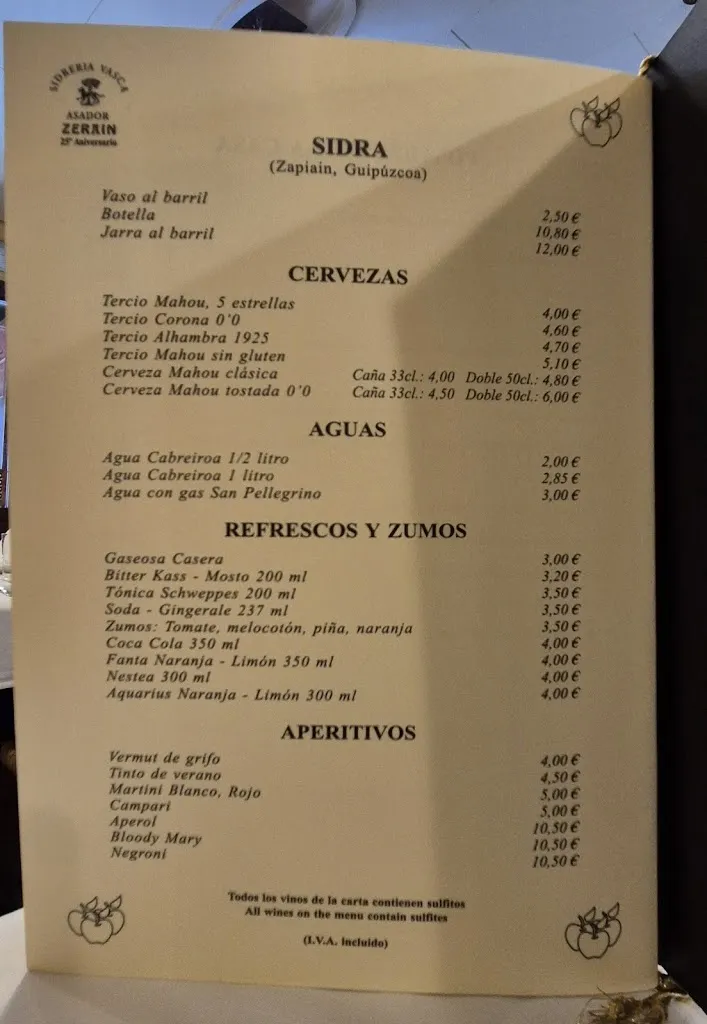 SIDRERIA VASCA
ASADOR
ZERAIN
25º Aniversario
SIDRA
(Zapiain, Guipúzcoa)
Vaso al barril 2,50 €
Botella 10,80 €
Jarra al barril 12,00 €
CERVEZAS
Tercio Mahou, 5 estrellas 4,00 €
Tercio Corona 0'0 4,60 €
Tercio Alhambra 1925 4,70 €
Tercio Mahou sin gluten 5,10 €
Cerveza Mahou clásica Caña 33cl.: 4,00 Doble 50cl.: 4,80 €
Cerveza Mahou tostada 0'0 Caña 33cl.: 4,50 Doble 50cl.: 6,00 €
AGUAS
Agua Cabreiroa 1/2 litro 2,00 €
Agua Cabreiroa 1 litro 2,85 €
Agua con gas San Pellegrino 3,00 €
REFRESCOS Y ZUMOS
Gaseosa Casera 3,00 €
Bitter Kass - Mosto 200 ml 3,20 €
Tónica Schweppes 200 ml 3,50 €
Soda - Gingerale 237 ml 3,50 €
Zumos: Tomate, melocotón, piña, naranja 3,50 €
Coca Cola 350 ml 4,00 €
Fanta Naranja - Limón 350 ml 4,00 €
Nestea 300 ml 4,00 €
Aquarius Naranja - Limón 300 ml 4,00 €
APERITIVOS
Vermut de grifo 4,00 €
Tinto de verano 4,50 €
Martini Blanco, Rojo 5,00 €
Campari 5,00 €
Aperol 10,50 €
Bloody Mary 10,50 €
Negroni 10,50 €
Todos los vinos de la carta contienen sulfitos
All wines on the menu contain sulfites
(I.V.A. incluido)